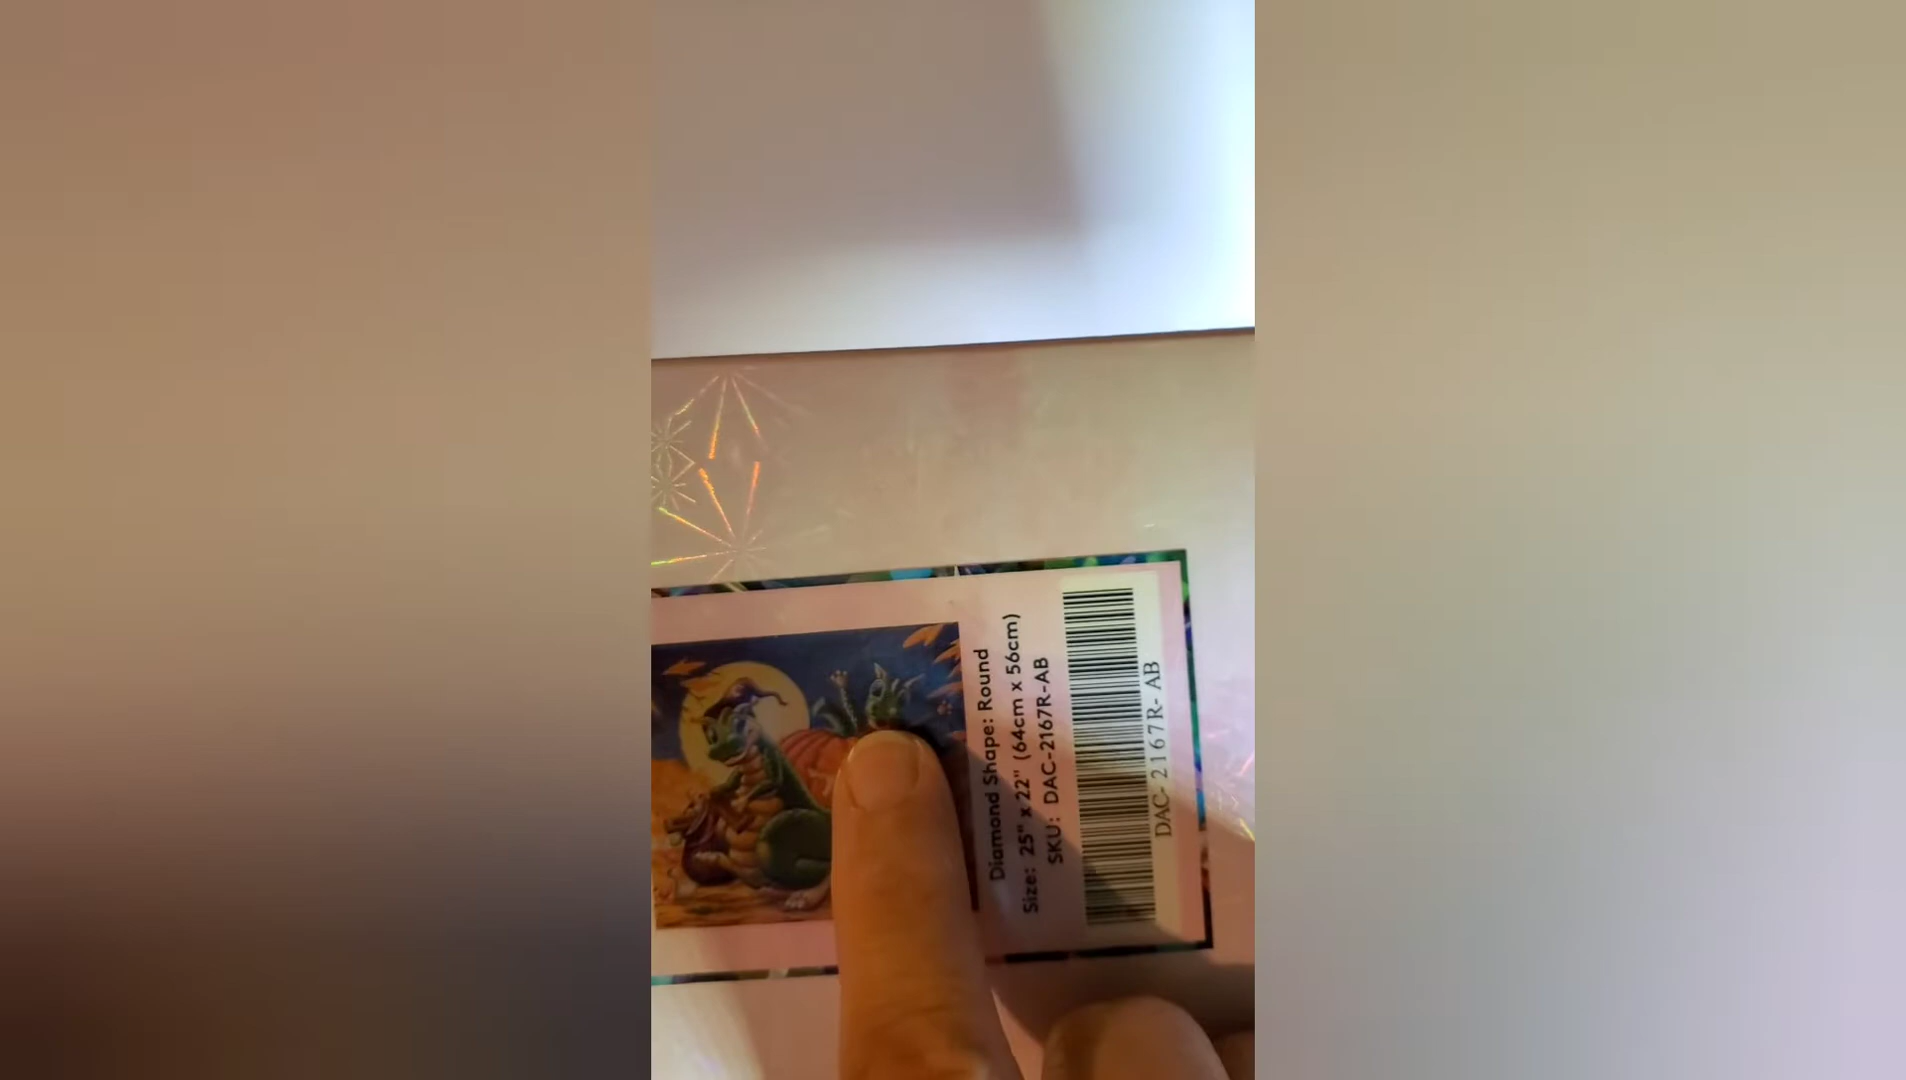 Diamond Shape: Round
Size: 25" x 22" (64cm x 56cm)
SKU: DAC-2167R-AB
DAC- 2167R- AB